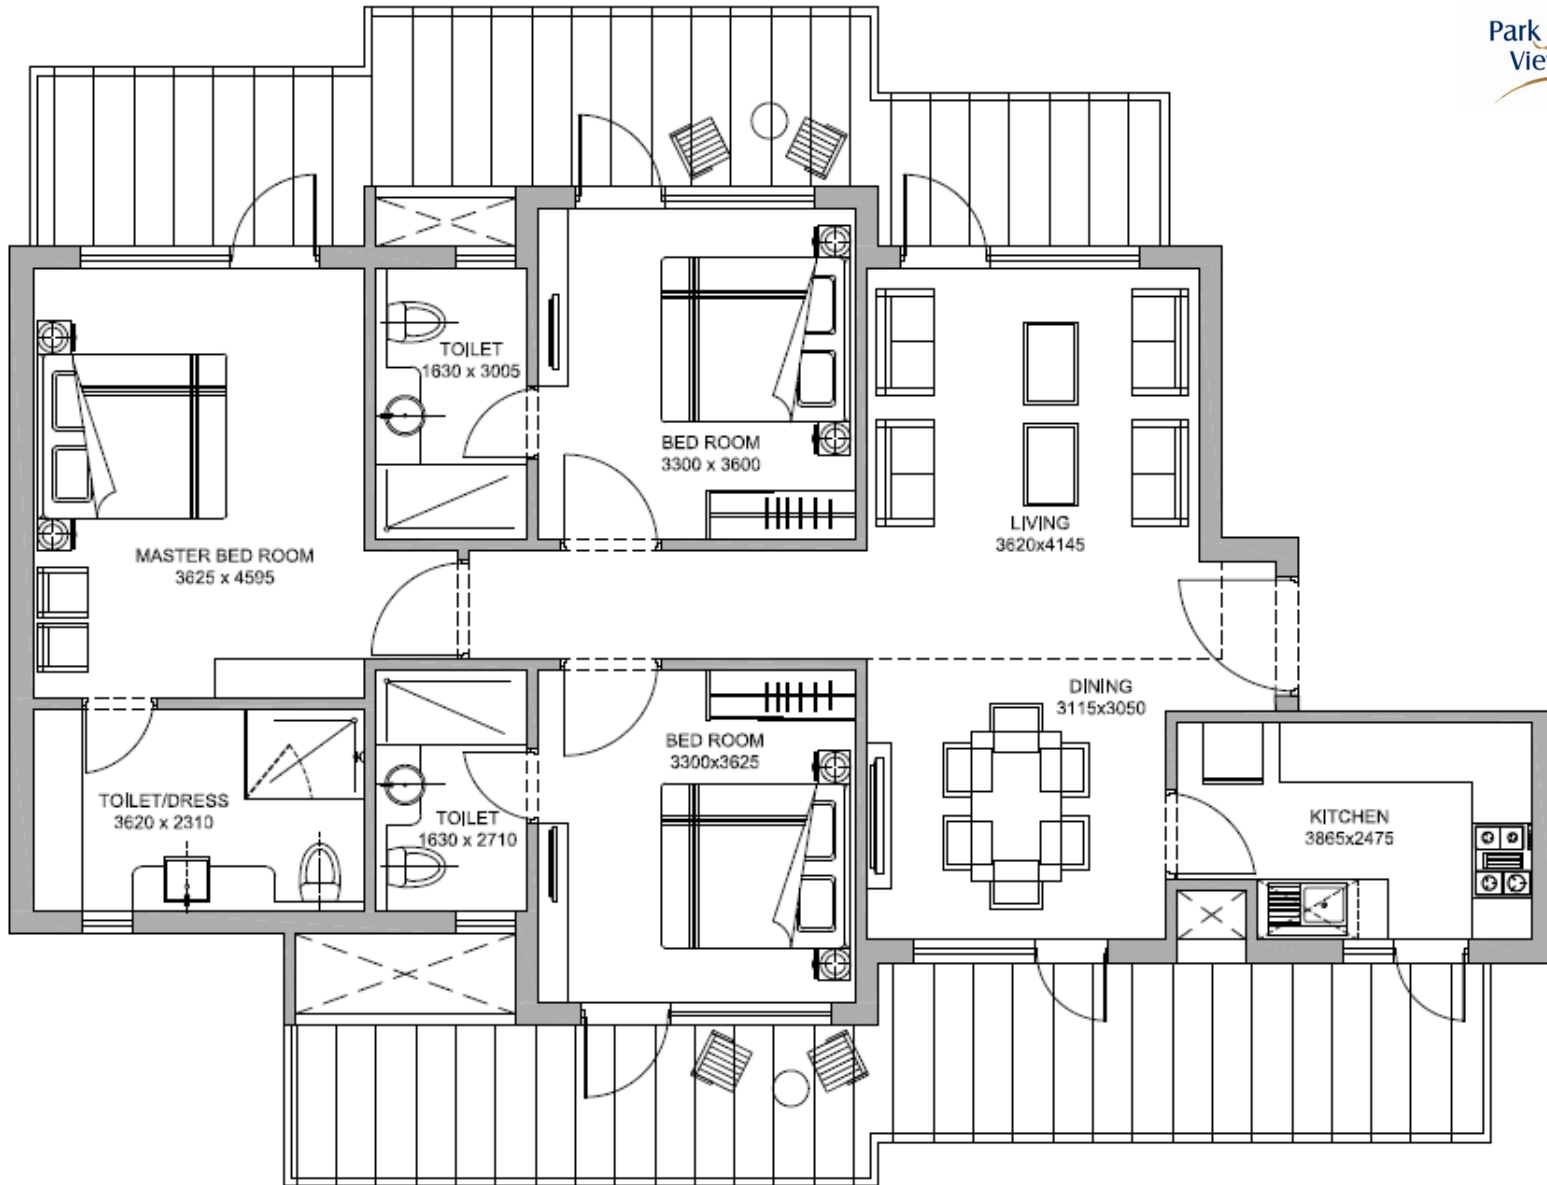 Park
Vie
TOILET
1630 x 3005
BED ROOM
3300 x 3600
LIVING
3620x4145
MASTER BED ROOM
3625 x 4595
DINING
3115x3050
BED ROOM
3300x3625
TOILET/DRESS
3620 x 2310
TOILET
1630 x 2710
KITCHEN
3865x2475